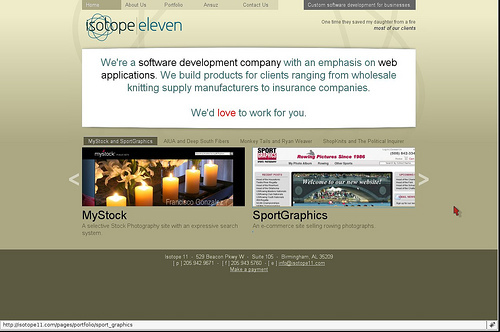 Home About Us Portfolio Ansuz Contact Us Custom software development for businesses
isotope eleven
One time they saved my daughter from a fire
most of our clients
We're a software development company with an emphasis on web
applications. We build products for clients ranging from wholesale
knitting supply manufacturers to insurance companies.
We'd love to work for you.
MyStock and SportGraphics AIUA and Deep South Fibers Monkey Tails and Ryan Weaver ShopInfo and The Political Inquirer
myStock
SPORT GRAPHICS
Rowing Pictures Since 1986
Welcome to our new website!
Francisco Gonzalez
< >
MyStock SportGraphics
A selective Stock Photography site with an expressive search
system.
An e-commerce site selling rowing photographs
Isotope 11 - 529 Beacon Pkwy W - Suite 105 - Birmingham, AL 35209
| p | 205.942.9671 - | f | 205.943.6760 - | e | info@isotope11.com
Make a payment
http://isotope11.com/pages/portfolio/sport_graphics